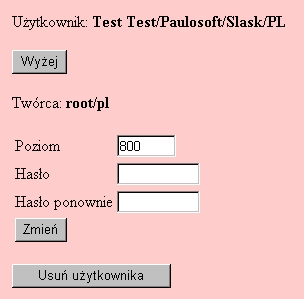 Użytkownik: Test Test/Paulosoft/Slask/PL
Wyżej
Twórca: root/pl
Poziom 800
Hasło
Hasło ponownie
Zmień
Usuń użytkownika